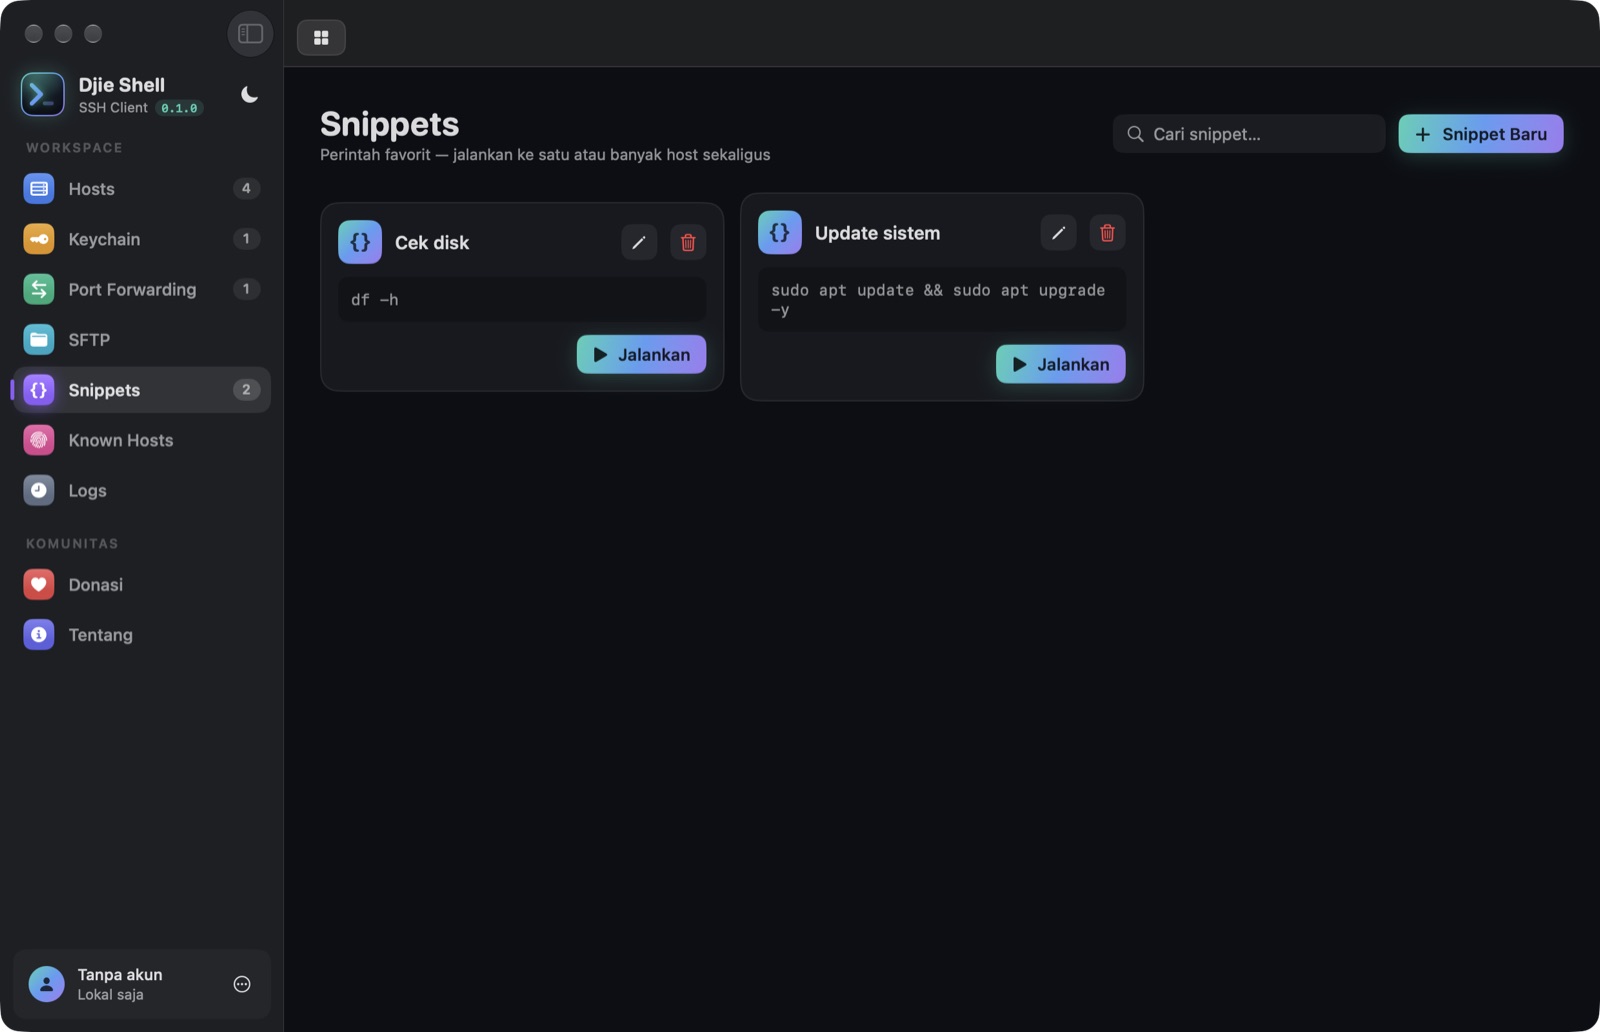 Djie Shell
SSH Client 0.1.0
WORKSPACE
Hosts 4
Keychain 1
Port Forwarding 1
SFTP
Snippets 2
Known Hosts
Logs
KOMUNITAS
Donasi
Tentang
Tanpa akun
Lokal saja
Snippets
Perintah favorit — jalankan ke satu atau banyak host sekaligus
Cari snippet...
+ Snippet Baru
{} Cek disk
df -h
Jalankan
{} Update sistem
sudo apt update && sudo apt upgrade
-y
Jalankan